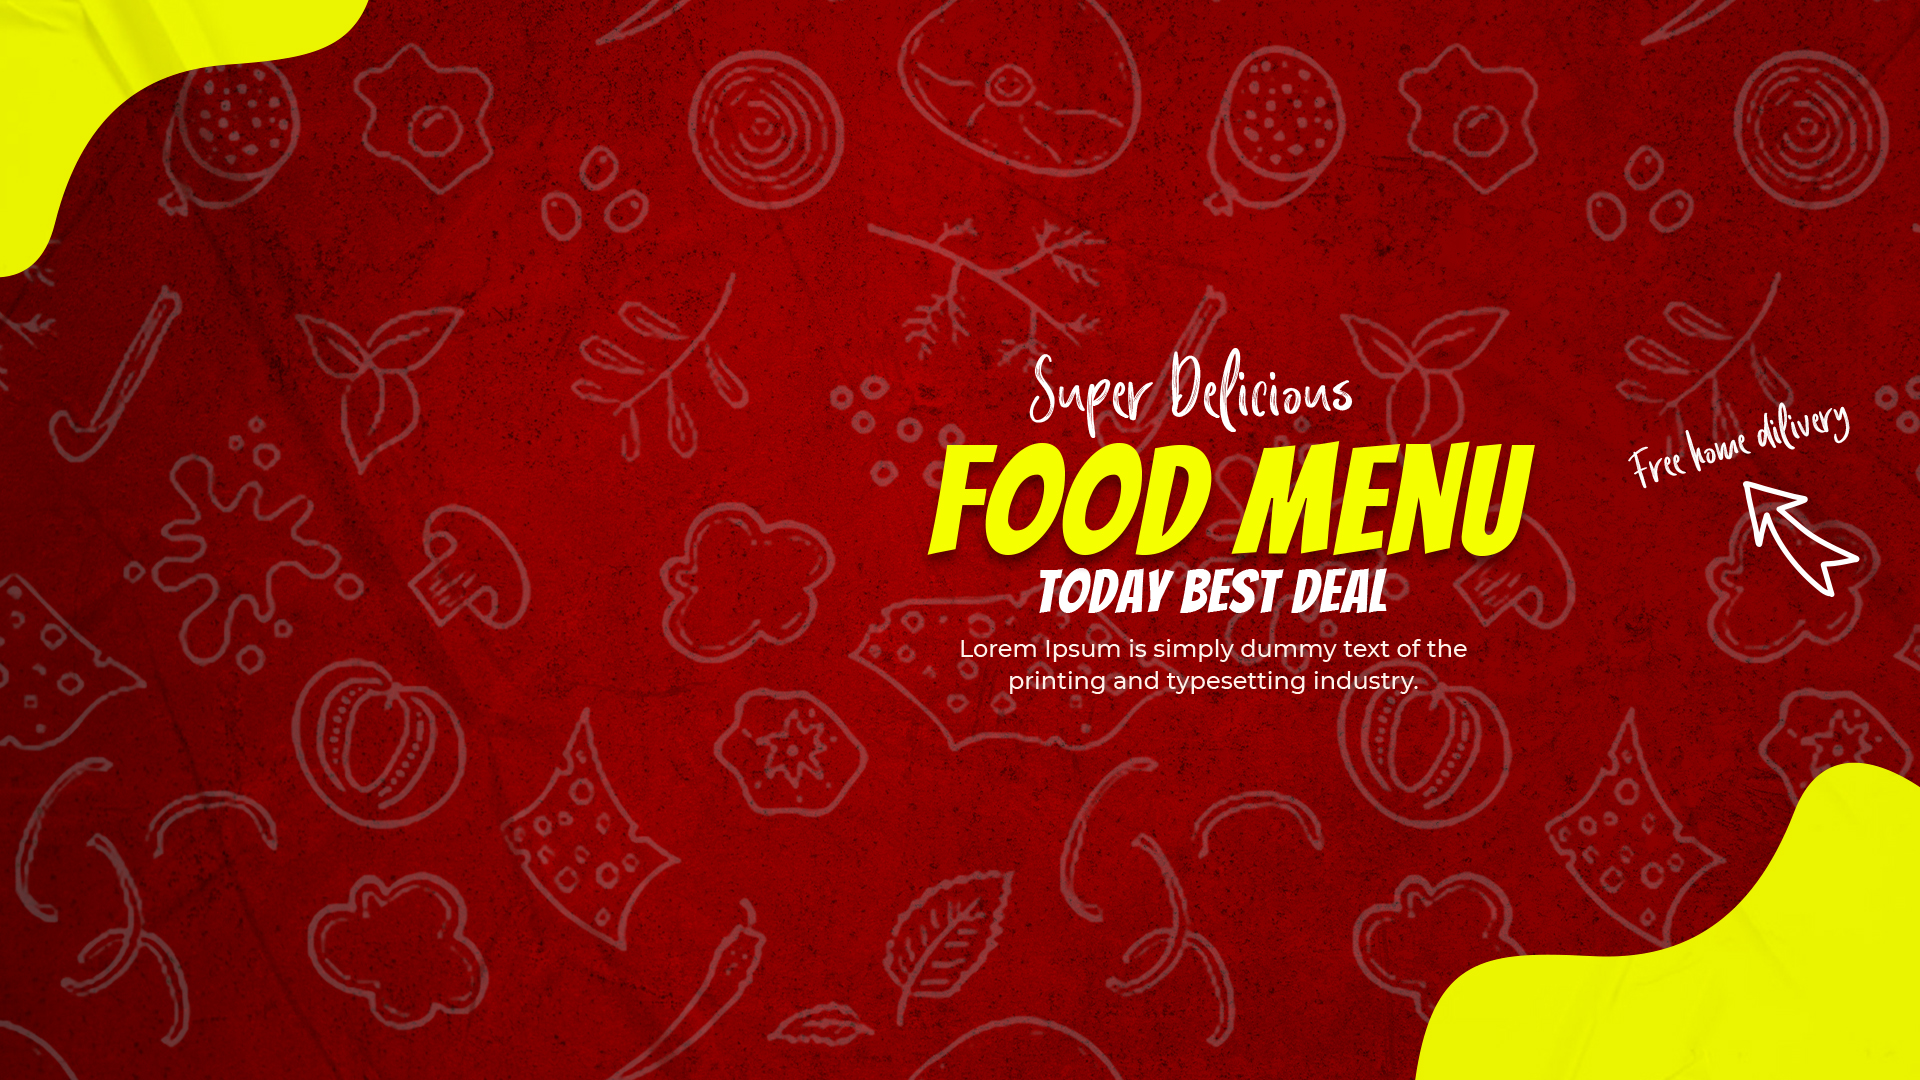 Super Delicious
FOOD MENU
TODAY BEST DEAL
Lorem Ipsum is simply dummy text of the
printing and typesetting industry.
Free home dilivery